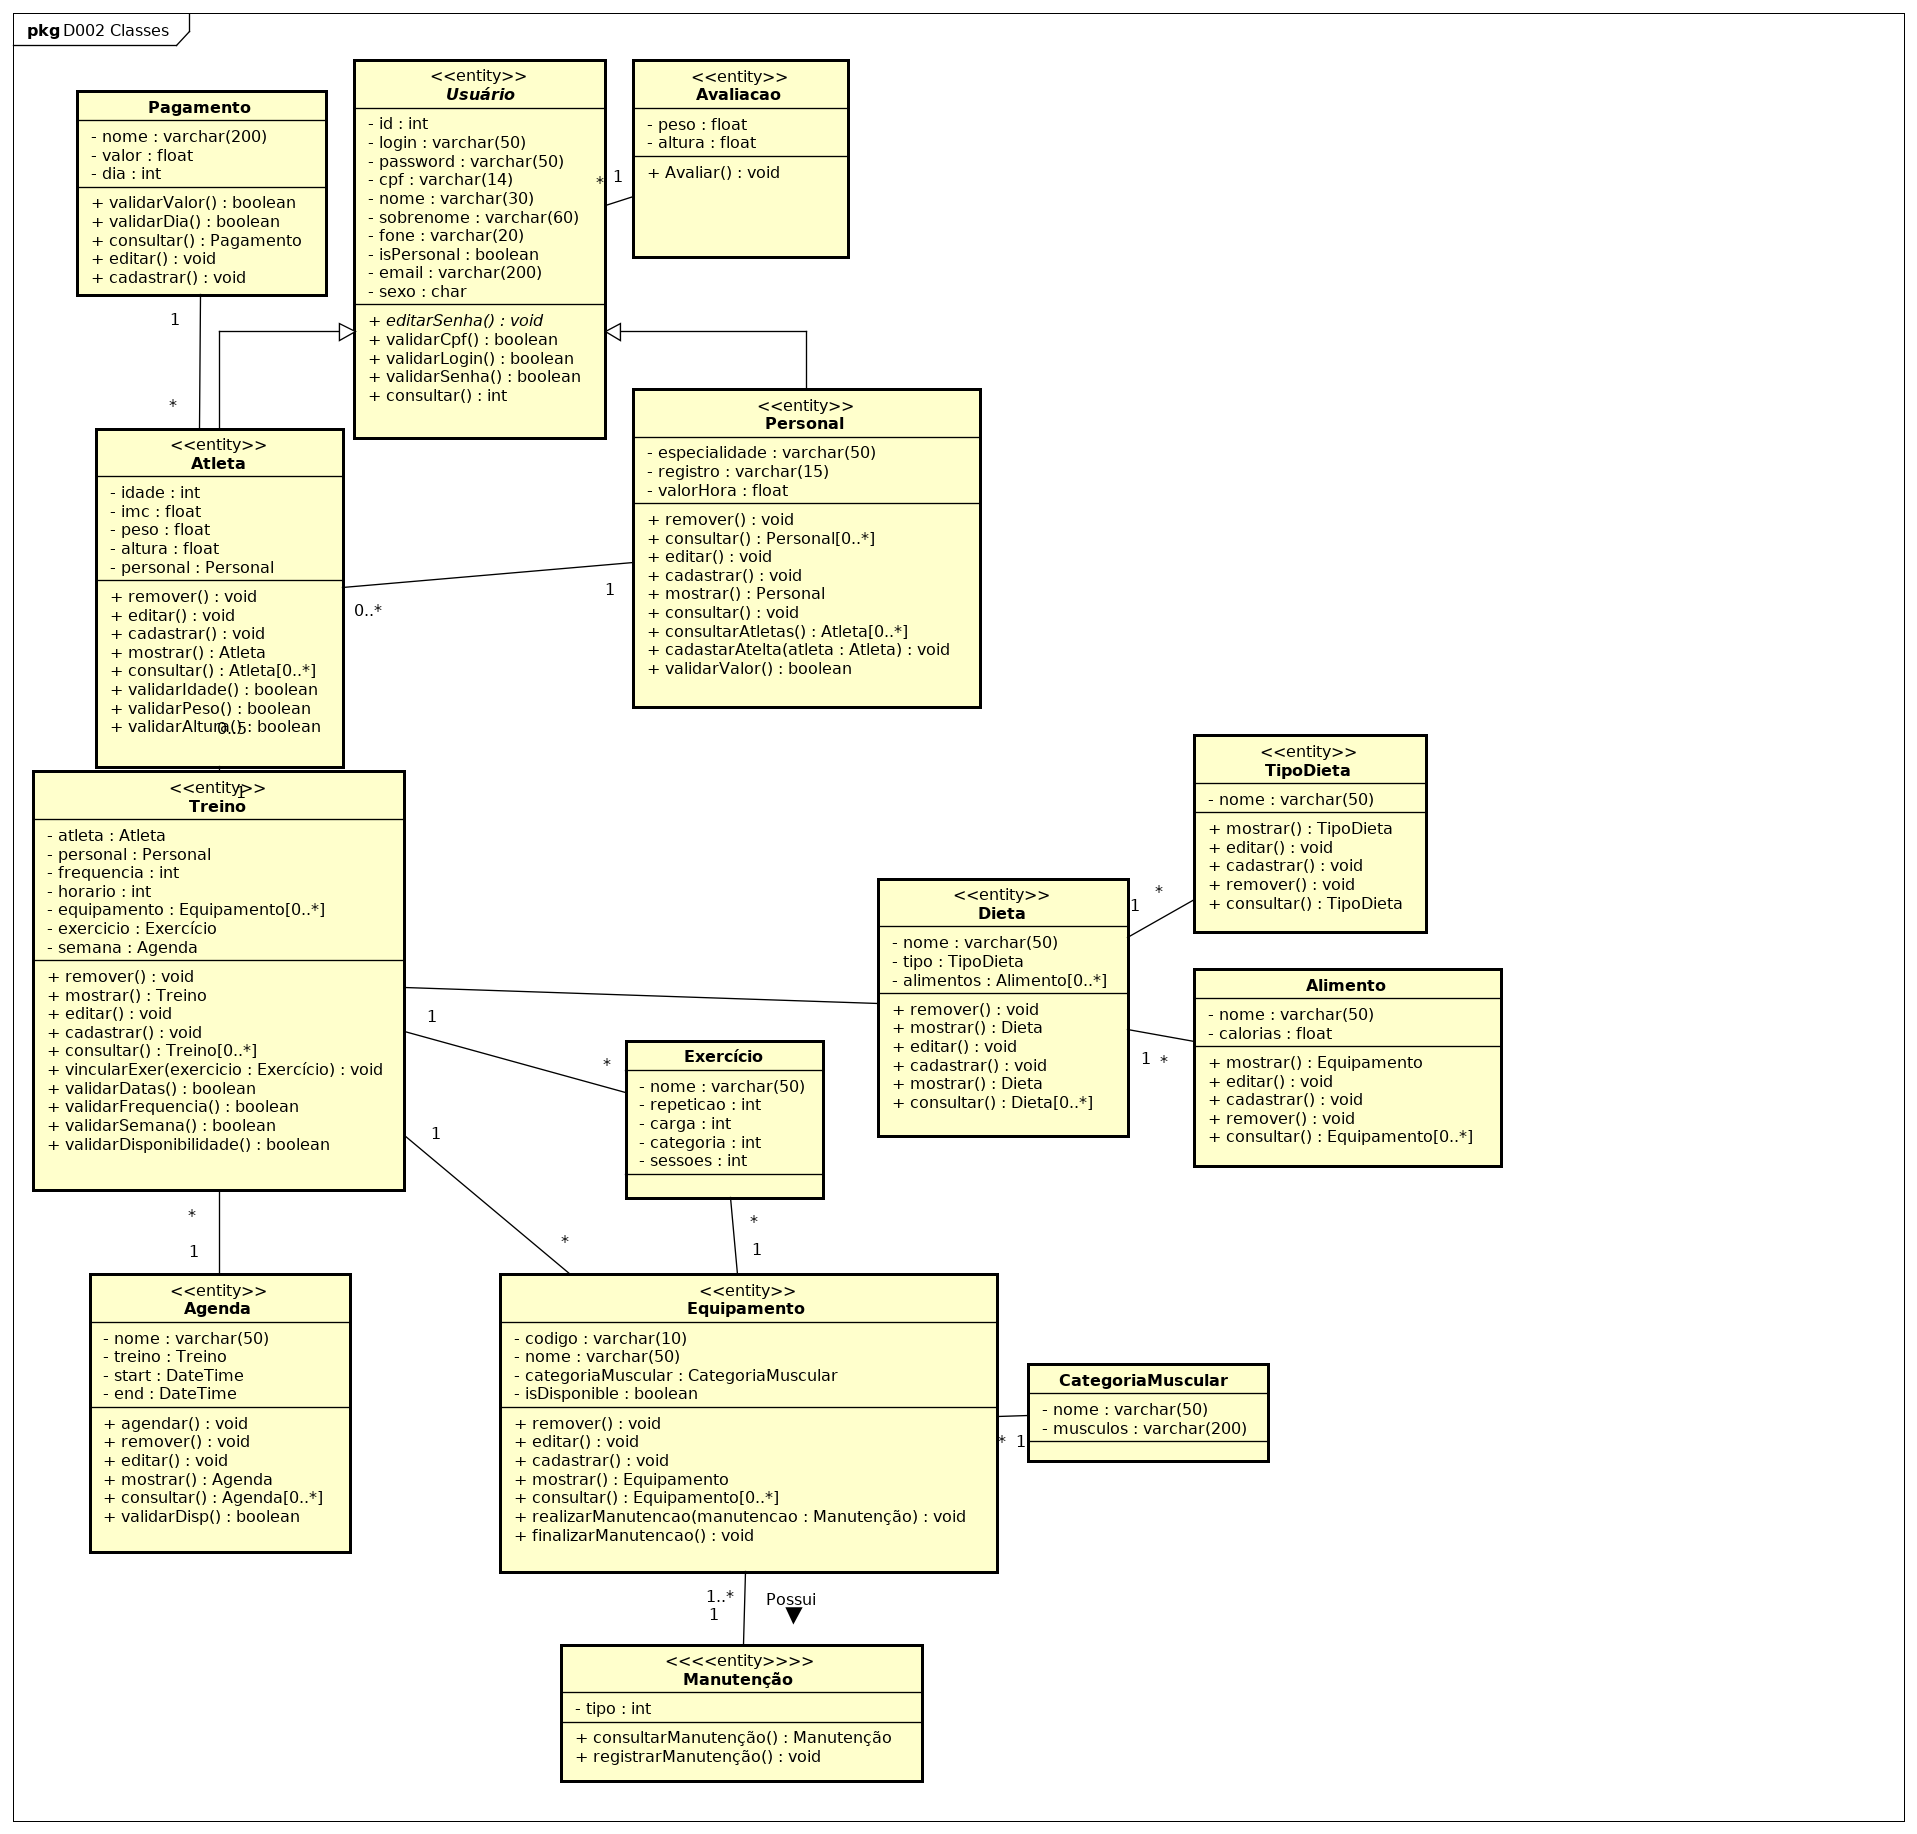 pkg D002 Classes
Pagamento
- nome : varchar(200)
- valor : float
- dia : int
+ validarValor() : boolean
+ validarDia() : boolean
+ consultar() : Pagamento
+ editar() : void
+ cadastrar() : void
<<entity>>
Usuário
- id : int
- login : varchar(50)
- password : varchar(50)
- cpf : varchar(14)
- nome : varchar(30)
- sobrenome : varchar(60)
- fone : varchar(20)
- isPersonal : boolean
- email : varchar(200)
- sexo : char
+ editarSenha() : void
+ validarCpf() : boolean
+ validarLogin() : boolean
+ validarSenha() : boolean
+ consultar() : int
* 1
<<entity>>
Avaliacao
- peso : float
- altura : float
+ Avaliar() : void
1
*
<<entity>>
Atleta
- idade : int
- imc : float
- peso : float
- altura : float
- personal : Personal
+ remover() : void
+ editar() : void
+ cadastrar() : void
+ mostrar() : Atleta
+ consultar() : Atleta[0..*]
+ validarIdade() : boolean
+ validarPeso() : boolean
+ validarAltura() : boolean
0..5
0..*
1
<<entity>>
Personal
- especialidade : varchar(50)
- registro : varchar(15)
- valorHora : float
+ remover() : void
+ consultar() : Personal[0..*]
+ editar() : void
+ cadastrar() : void
+ mostrar() : Personal
+ consultar() : void
+ consultarAtletas() : Atleta[0..*]
+ cadastarAtelta(atleta : Atleta) : void
+ validarValor() : boolean
<<entity>>
1
Treino
- atleta : Atleta
- personal : Personal
- frequencia : int
- horario : int
- equipamento : Equipamento[0..*]
- exercicio : Exercício
- semana : Agenda
+ remover() : void
+ mostrar() : Treino
+ editar() : void
+ cadastrar() : void
+ consultar() : Treino[0..*]
+ vincularExer(exercicio : Exercício) : void
+ validarDatas() : boolean
+ validarFrequencia() : boolean
+ validarSemana() : boolean
+ validarDisponibilidade() : boolean
1
*
1
*
<<entity>>
TipoDieta
- nome : varchar(50)
+ mostrar() : TipoDieta
+ editar() : void
+ cadastrar() : void
+ remover() : void
+ consultar() : TipoDieta
<<entity>>
Dieta
- nome : varchar(50)
- tipo : TipoDieta
- alimentos : Alimento[0..*]
+ remover() : void
+ mostrar() : Dieta
+ editar() : void
+ cadastrar() : void
+ mostrar() : Dieta
+ consultar() : Dieta[0..*]
*
1
1 *
Alimento
- nome : varchar(50)
- calorias : float
+ mostrar() : Equipamento
+ editar() : void
+ cadastrar() : void
+ remover() : void
+ consultar() : Equipamento[0..*]
Exercício
- nome : varchar(50)
- repeticao : int
- carga : int
- categoria : int
- sessoes : int
*
1
*
1
<<entity>>
Agenda
- nome : varchar(50)
- treino : Treino
- start : DateTime
- end : DateTime
+ agendar() : void
+ remover() : void
+ editar() : void
+ mostrar() : Agenda
+ consultar() : Agenda[0..*]
+ validarDisp() : boolean
<<entity>>
Equipamento
- codigo : varchar(10)
- nome : varchar(50)
- categoriaMuscular : CategoriaMuscular
- isDisponible : boolean
+ remover() : void
+ editar() : void
+ cadastrar() : void
+ mostrar() : Equipamento
+ consultar() : Equipamento[0..*]
+ realizarManutencao(manutencao : Manutenção) : void
+ finalizarManutencao() : void
* 1
CategoriaMuscular
- nome : varchar(50)
- musculos : varchar(200)
1..*
Possui
1
<<<<entity>>>>
Manutenção
- tipo : int
+ consultarManutenção() : Manutenção
+ registrarManutenção() : void